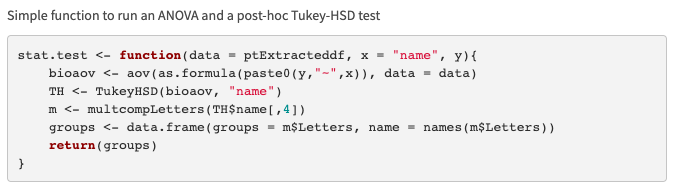 Simple function to run an ANOVA and a post-hoc Tukey-HSD test
stat.test <- function(data = ptExtracteddf, x = "name", y){
    bioaov <- aov(as.formula(paste0(y,"~",x)), data = data)
    TH <- TukeyHSD(bioaov, "name")
    m <- multcompLetters(TH$name[,4])
    groups <- data.frame(groups = m$Letters, name = names(m$Letters))
    return(groups)
}